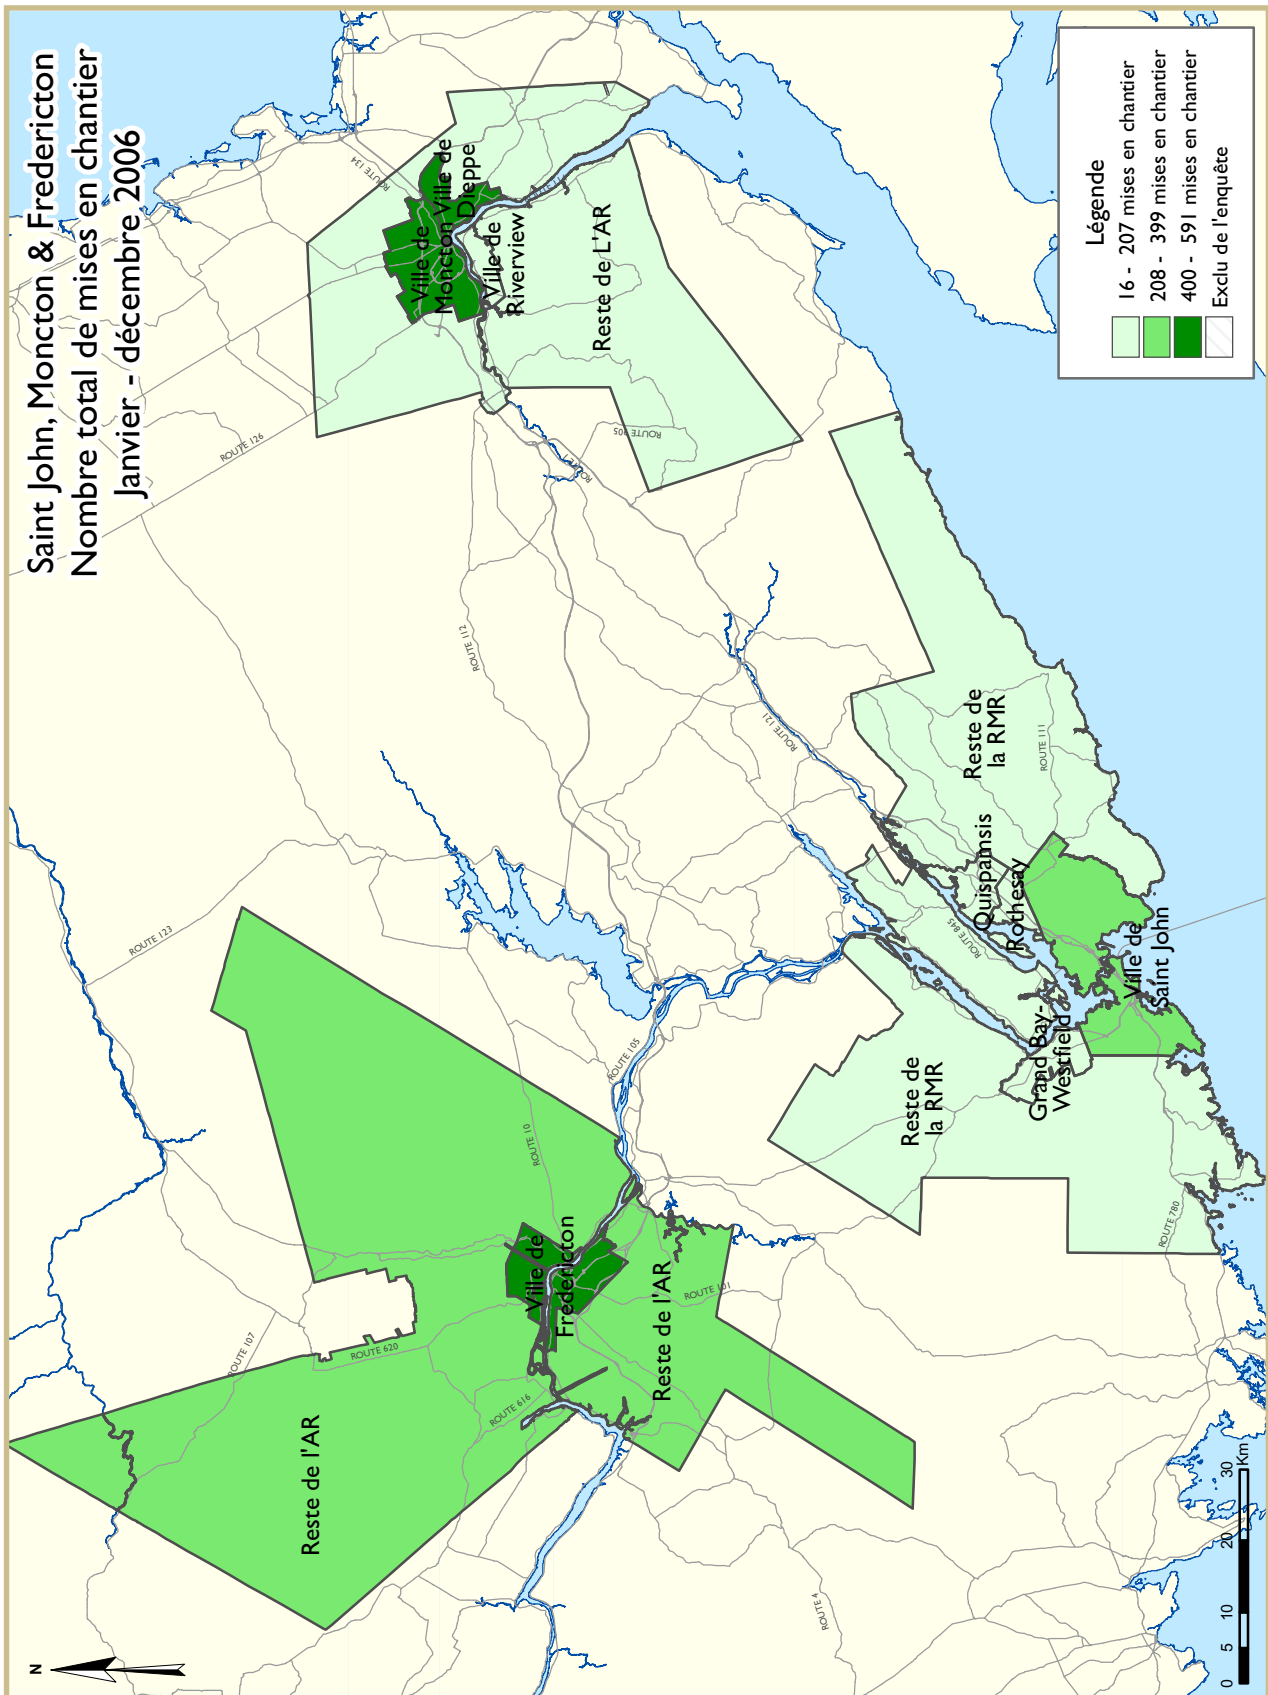 Saint John, Moncton & Fredericton
Nombre total de mises en chantier
Janvier - décembre 2006
N
ROUTE 134
ROUTE 126
Ville de
Moncton
Ville de
Dieppe
Ville de
Riverview
Reste de L'AR
ROUTE 905
ROUTE 112
ROUTE 121
ROUTE 123
ROUTE 105
ROUTE 10
ROUTE 107
ROUTE 620
ROUTE 616
Reste de l'AR
Ville de
Fredericton
Reste de l'AR
ROUTE 101
Reste de
la RMR
ROUTE 111
Quispamsis
Rothesay
ROUTE 845
Ville de
Saint John
Grand Bay-
Westfield
Reste de
la RMR
ROUTE 780
ROUTE 4
Légende
16 - 207 mises en chantier
208 - 399 mises en chantier
400 - 591 mises en chantier
Exclu de l'enquête
0 5 10 20 30
Km